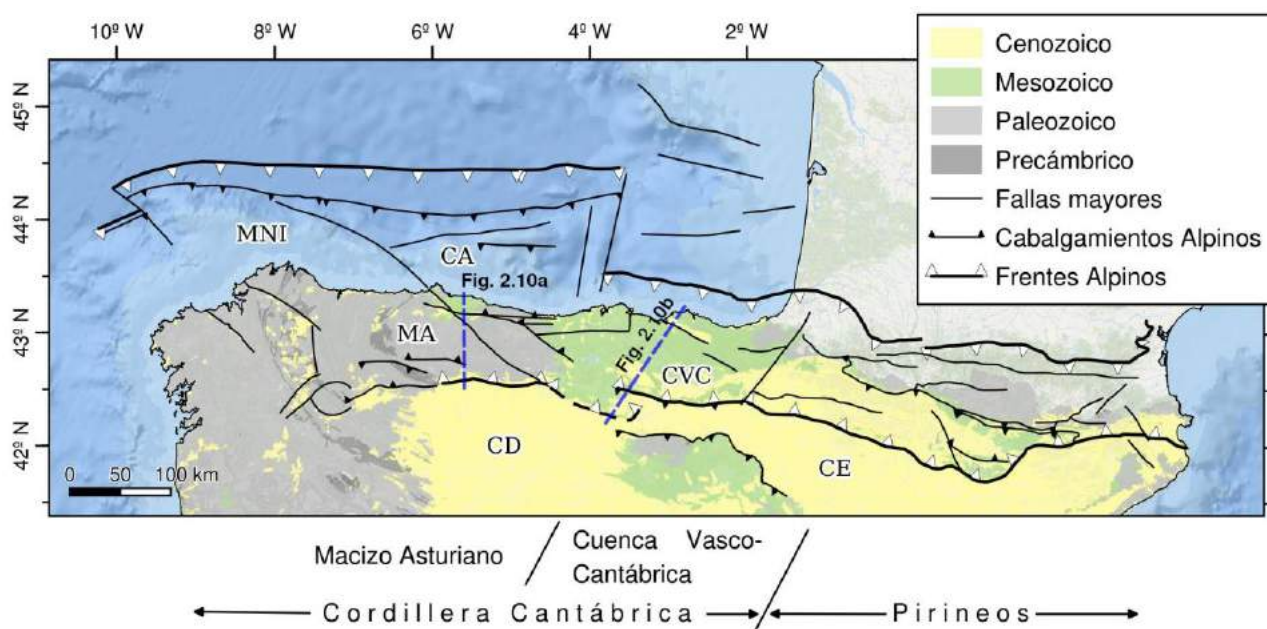 10º W
8º W
6º W
4º W
2º W
45º N
44º N
43º N
42º N
Cenozoico
Mesozoico
Paleozoico
Precámbrico
Fallas mayores
Cabalgamientos Alpinos
Frentes Alpinos
MNI
CA
Fig. 2.10a
MA
Fig. 2.10b
CVC
CD
CE
0 50 100 km
Macizo Asturiano
Cuenca Vasco-
Cantábrica
Cordillera Cantábrica
Pirineos